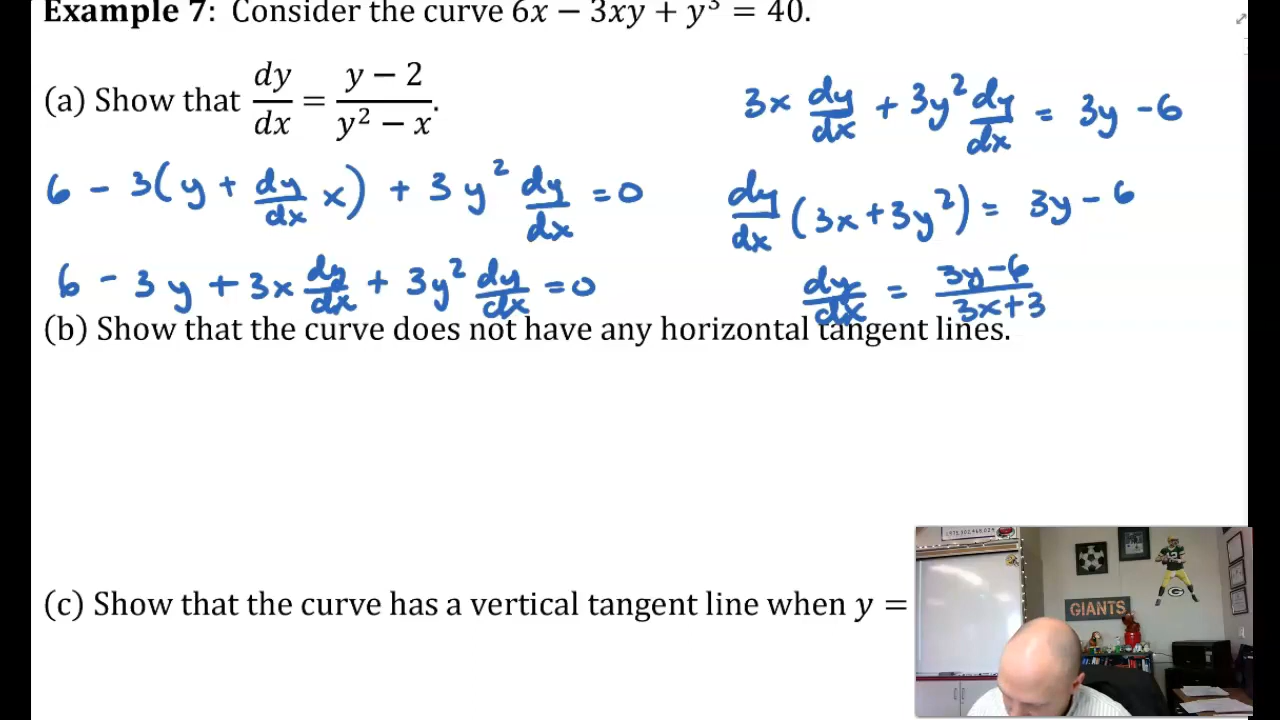 Example 7: Consider the curve 6x − 3xy + y³ = 40.
(a) Show that dy/dx = (y − 2)/(y² − x).
6 - 3(y + dy/dx x) + 3y² dy/dx = 0
6 - 3y + 3x dy/dx + 3y² dy/dx = 0
3x dy/dx + 3y² dy/dx = 3y - 6
dy/dx (3x + 3y²) = 3y - 6
dy/dx = (3y - 6)/(3x + 3
(b) Show that the curve does not have any horizontal tangent lines.
(c) Show that the curve has a vertical tangent line when y =
GIANTS
G